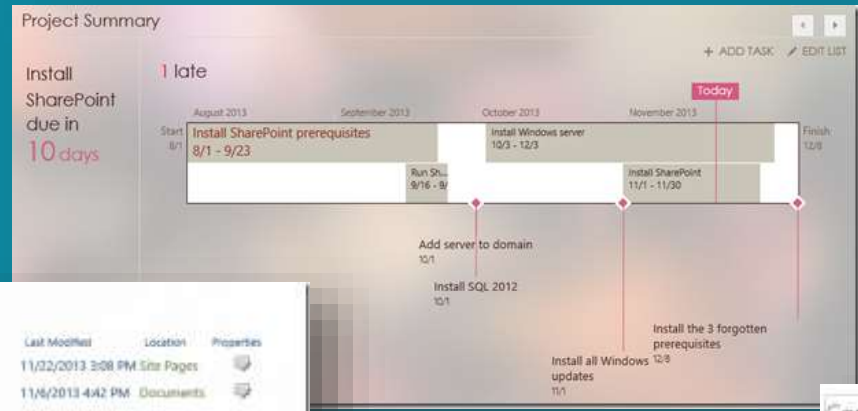 Project Summary
+ ADD TASK EDIT LIST
Install
SharePoint
due in
10 days
1 late
Today
August 2013 September 2013 October 2013 November 2013
Start
8/1
Install SharePoint prerequisites
8/1 - 9/23
Install Windows server
10/3 - 12/3
Finish
12/8
Run Sh...
9/16 - 9/
Install SharePoint
11/1 - 11/30
Add server to domain
10/1
Install SQL 2012
10/1
Install the 3 forgotten
prerequisites
12/8
Install all Windows
updates
11/1
Last Modified Location Properties
11/22/2013 3:08 PM Site Pages
11/6/2013 4:42 PM Documents